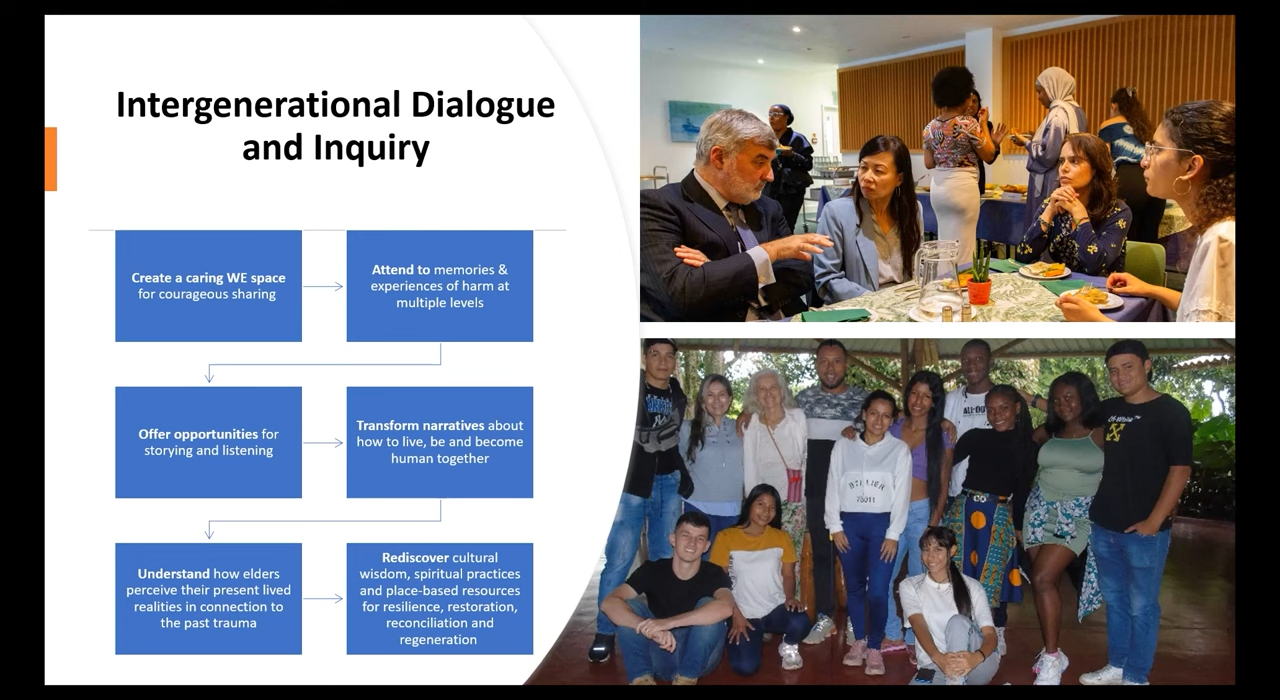 Intergenerational Dialogue
and Inquiry
Create a caring WE space
for courageous sharing
Attend to memories &
experiences of harm at
multiple levels
Offer opportunities for
storying and listening
Transform narratives about
how to live, be and become
human together
Understand how elders
perceive their present lived
realities in connection to
the past trauma
Rediscover cultural
wisdom, spiritual practices
and place-based resources
for resilience, restoration,
reconciliation and
regeneration
ALL-OUT
Off-White